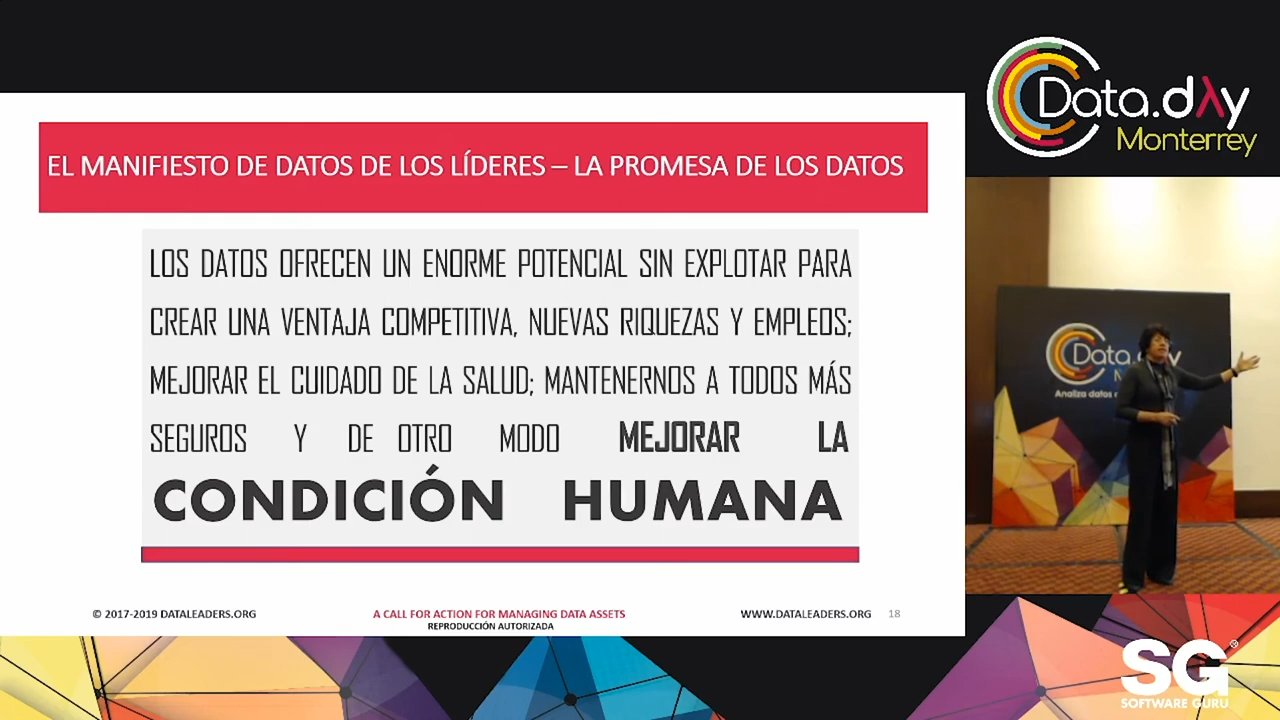 EL MANIFIESTO DE DATOS DE LOS LÍDERES – LA PROMESA DE LOS DATOS
LOS DATOS OFRECEN UN ENORME POTENCIAL SIN EXPLOTAR PARA
CREAR UNA VENTAJA COMPETITIVA, NUEVAS RIQUEZAS Y EMPLEOS;
MEJORAR EL CUIDADO DE LA SALUD; MANTENERNOS A TODOS MÁS
SEGUROS Y DE OTRO MODO MEJORAR LA
CONDICIÓN HUMANA
© 2017-2019 DATALEADERS.ORG
A CALL FOR ACTION FOR MANAGING DATA ASSETS
REPRODUCCIÓN AUTORIZADA
WWW.DATALEADERS.ORG 18
Data.dλy
Monterrey
Data. y
M
Analiza datos
SG®
SOFTWARE GURU